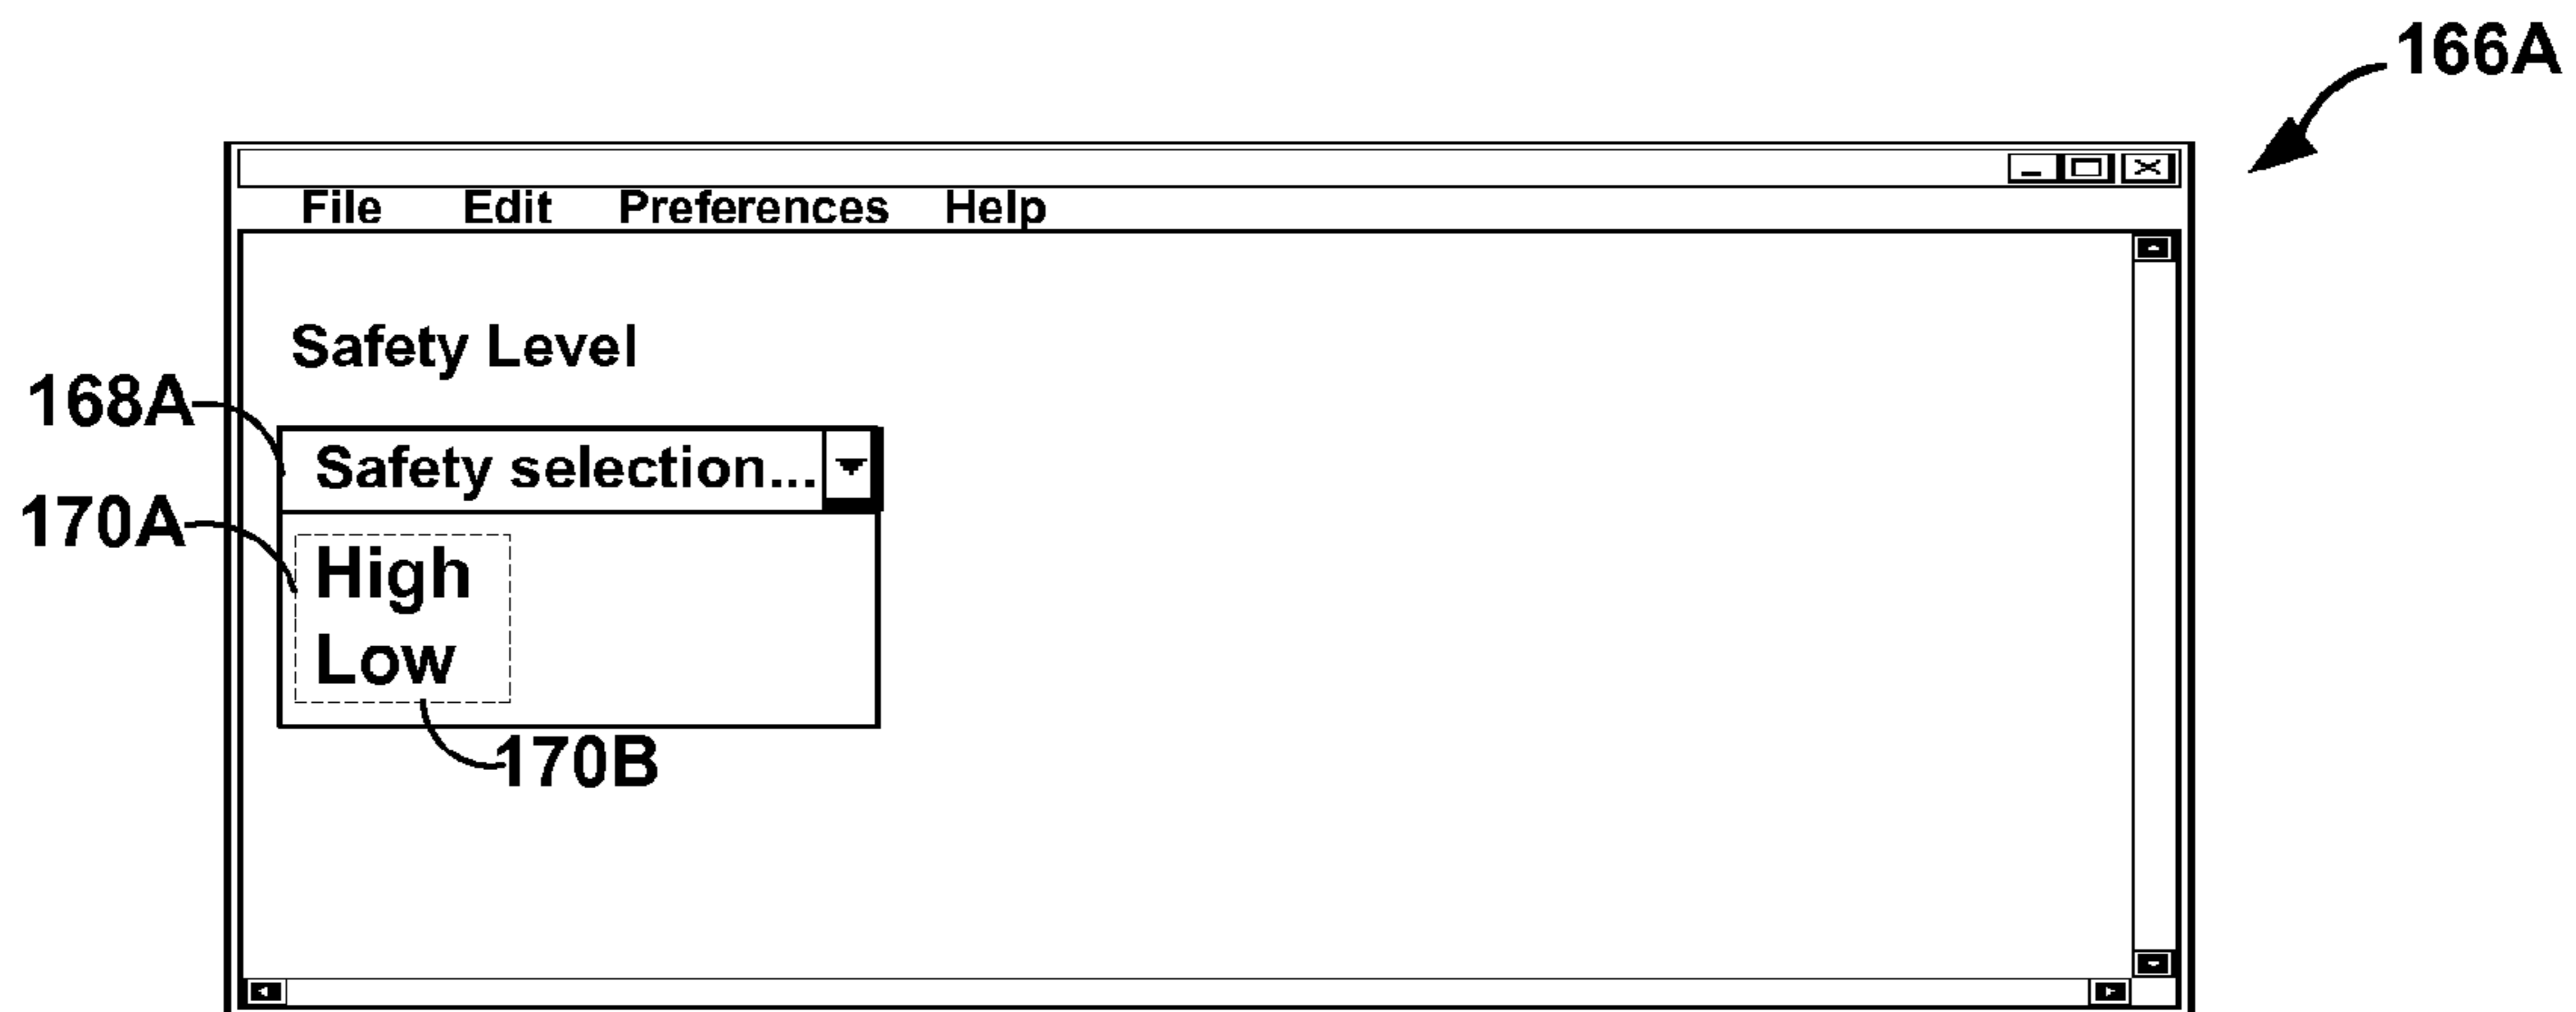 166A
File Edit Preferences Help
Safety Level
168A
Safety selection...
170A
High
Low
170B